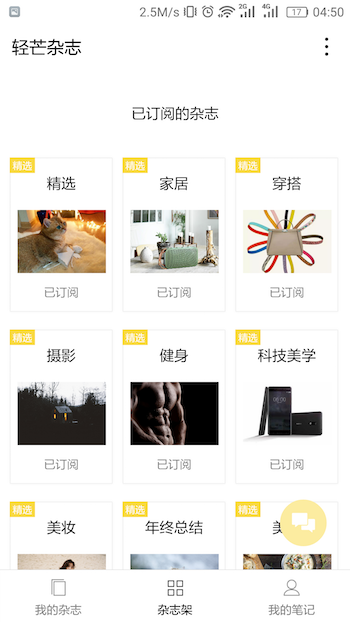 2.5M/s 2G 4G 17 04:50
轻芒杂志
已订阅的杂志
精选 精选 精选
精选 家居 穿搭
已订阅 已订阅 已订阅
精选 精选 精选
摄影 健身 科技美学
已订阅 已订阅 已订阅
精选 精选 精选
美妆 年终总结 美
我的杂志 杂志架 我的笔记